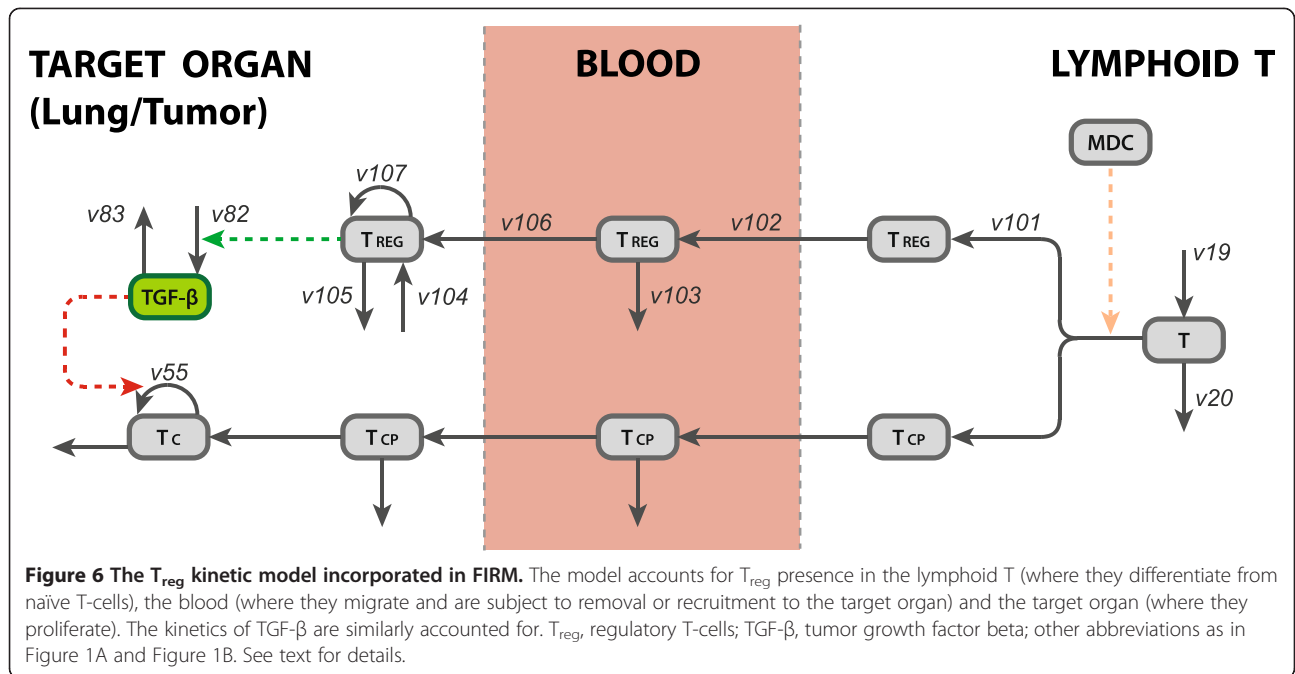 TARGET ORGAN
(Lung/Tumor)
BLOOD
LYMPHOID T
MDC
v107
v83
v82
v106
v102
v101
TREG
TREG
TREG
v19
TGF-β
v105
v104
v103
T
v55
v20
TC
TCP
TCP
TCP
Figure 6 The Treg kinetic model incorporated in FIRM. The model accounts for Treg presence in the lymphoid T (where they differentiate from
naïve T-cells), the blood (where they migrate and are subject to removal or recruitment to the target organ) and the target organ (where they
proliferate). The kinetics of TGF-β are similarly accounted for. Treg, regulatory T-cells; TGF-β, tumor growth factor beta; other abbreviations as in
Figure 1A and Figure 1B. See text for details.